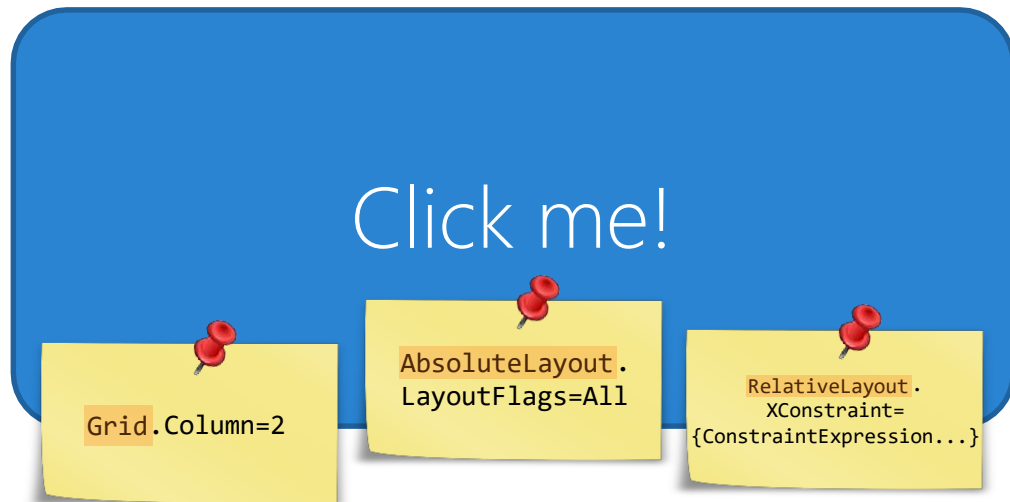 Click me!
Grid.Column=2
AbsoluteLayout.
LayoutFlags=All
RelativeLayout.
XConstraint=
{ConstraintExpression...}